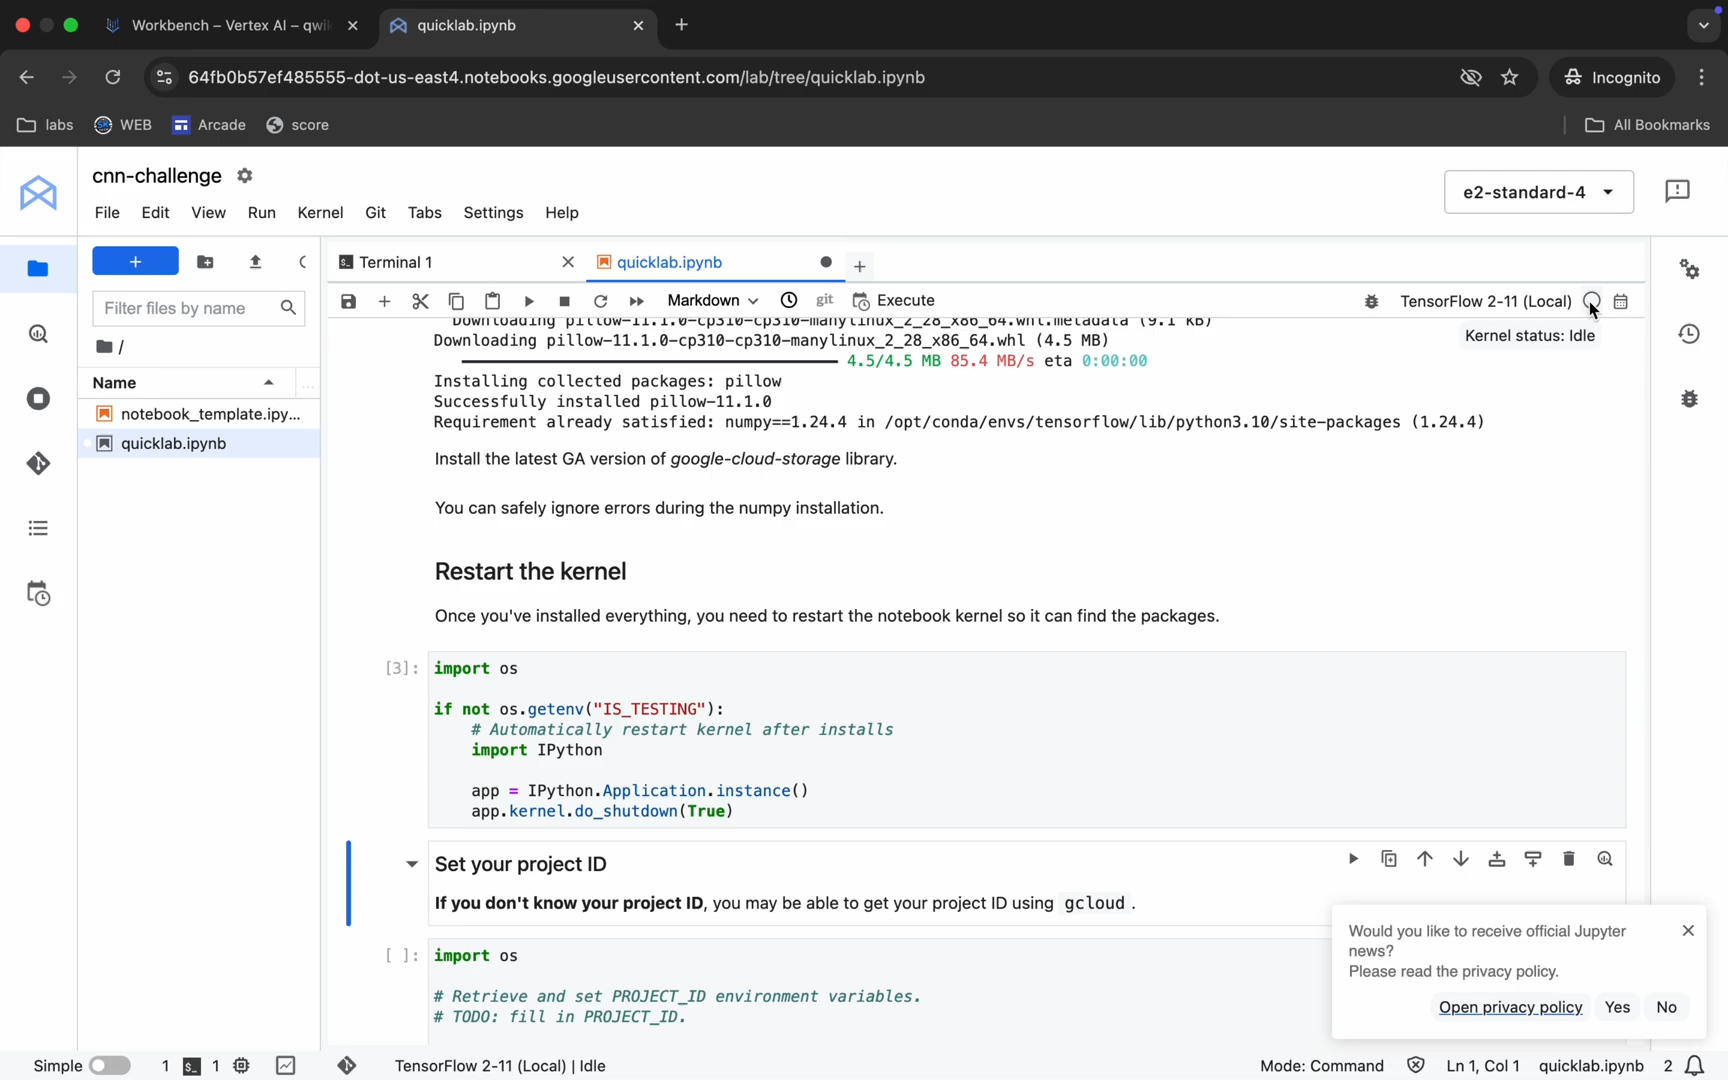 Workbench – Vertex AI – qwi
quicklab.ipynb
64fb0b57ef485555-dot-us-east4.notebooks.googleusercontent.com/lab/tree/quicklab.ipynb
Incognito
labs
WEB
Arcade
score
All Bookmarks
cnn-challenge
e2-standard-4
File Edit View Run Kernel Git Tabs Settings Help
Terminal 1
quicklab.ipynb
Filter files by name
Markdown
git
Execute
TensorFlow 2-11 (Local)
Kernel status: Idle
/
Name
notebook_template.ipy...
quicklab.ipynb
Downloading pillow-11.1.0-cp310-cp310-manylinux_2_28_x86_64.whl.metadata (9.1 kB)
Downloading pillow-11.1.0-cp310-cp310-manylinux_2_28_x86_64.whl (4.5 MB)
4.5/4.5 MB 85.4 MB/s eta 0:00:00
Installing collected packages: pillow
Successfully installed pillow-11.1.0
Requirement already satisfied: numpy==1.24.4 in /opt/conda/envs/tensorflow/lib/python3.10/site-packages (1.24.4)
Install the latest GA version of google-cloud-storage library.
You can safely ignore errors during the numpy installation.
Restart the kernel
Once you've installed everything, you need to restart the notebook kernel so it can find the packages.
[3]: import os
if not os.getenv("IS_TESTING"):
# Automatically restart kernel after installs
import IPython
app = IPython.Application.instance()
app.kernel.do_shutdown(True)
Set your project ID
If you don't know your project ID, you may be able to get your project ID using gcloud .
[ ]: import os
# Retrieve and set PROJECT_ID environment variables.
# TODO: fill in PROJECT_ID.
Would you like to receive official Jupyter
news?
Please read the privacy policy.
Open privacy policy Yes No
Simple
1
1
TensorFlow 2-11 (Local) | Idle
Mode: Command
Ln 1, Col 1
quicklab.ipynb
2